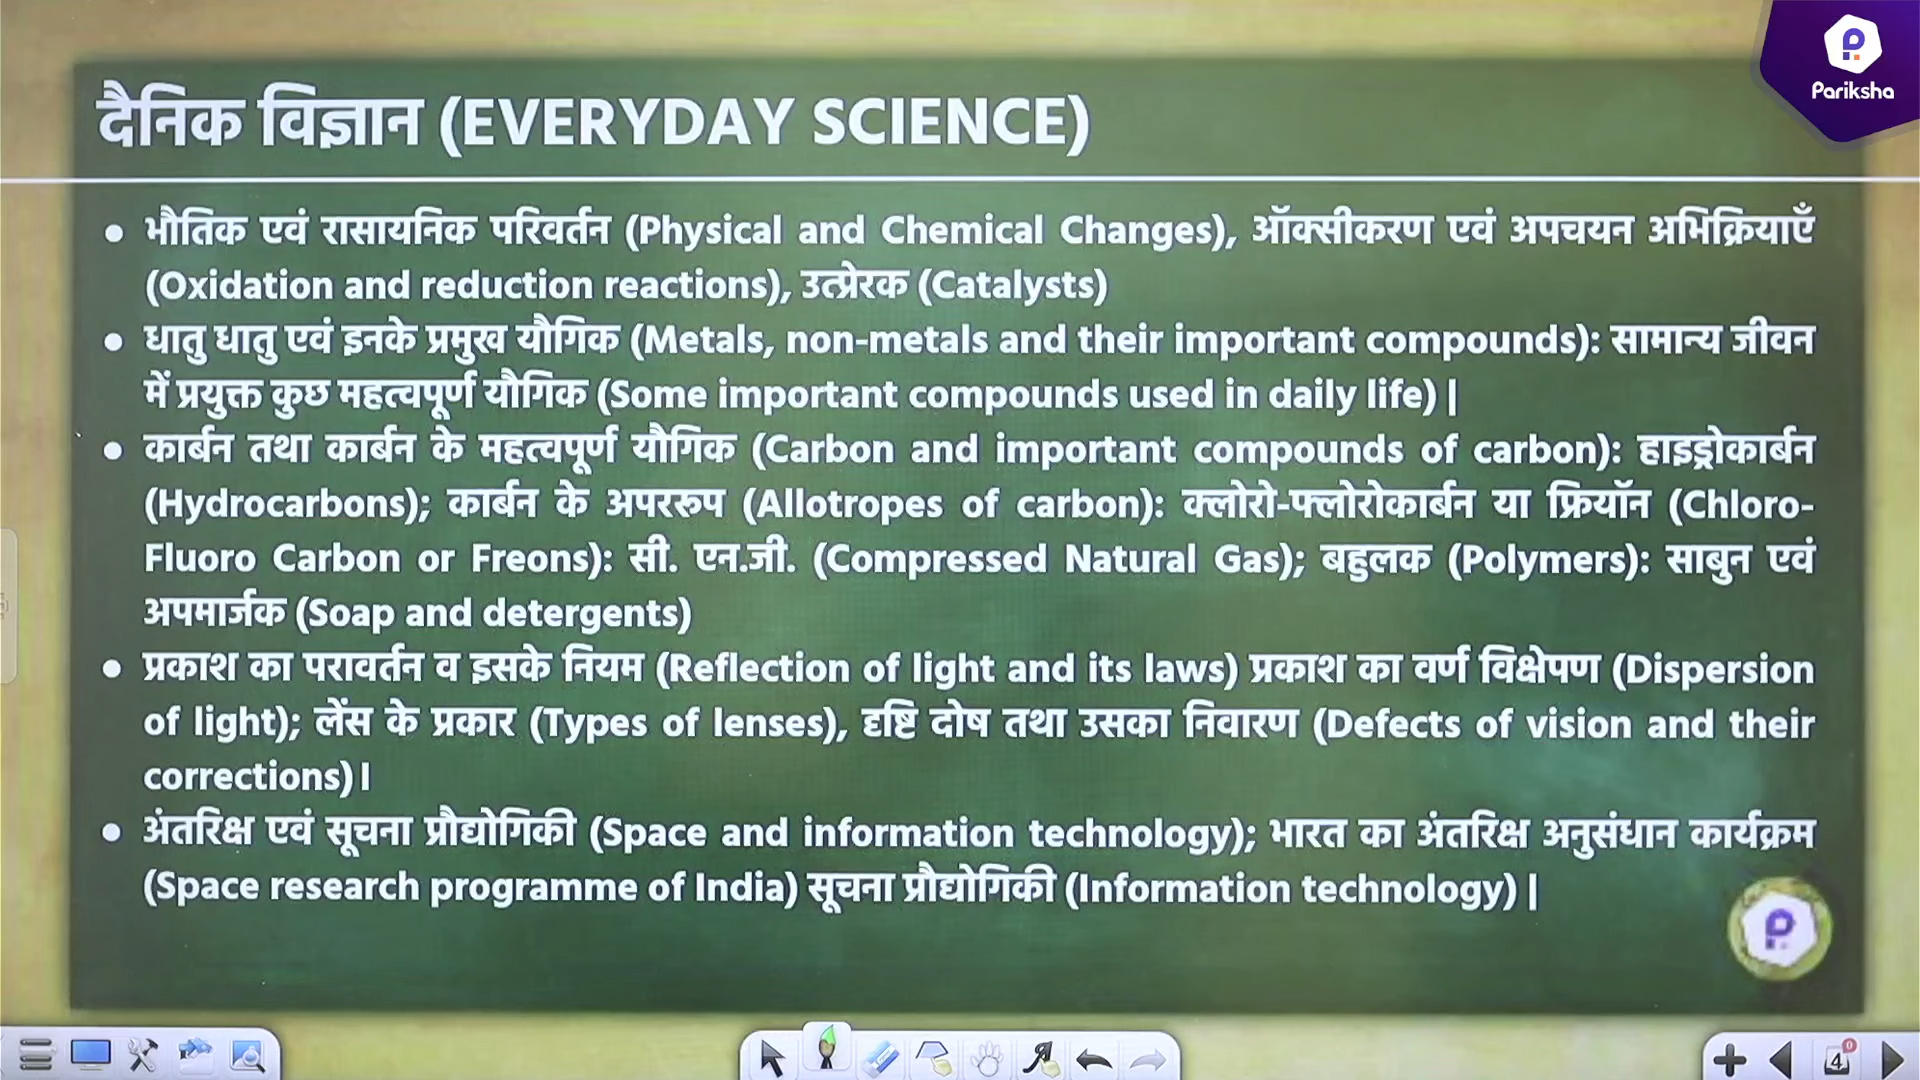 Pariksha
दैनिक विज्ञान (EVERYDAY SCIENCE)
• भौतिक एवं रासायनिक परिवर्तन (Physical and Chemical Changes), ऑक्सीकरण एवं अपचयन अभिक्रियाएँ
(Oxidation and reduction reactions), उत्प्रेरक (Catalysts)
• धातु धातु एवं इनके प्रमुख यौगिक (Metals, non-metals and their important compounds): सामान्य जीवन
में प्रयुक्त कुछ महत्वपूर्ण यौगिक (Some important compounds used in daily life) |
• कार्बन तथा कार्बन के महत्वपूर्ण यौगिक (Carbon and important compounds of carbon): हाइड्रोकार्बन
(Hydrocarbons); कार्बन के अपररूप (Allotropes of carbon): क्लोरो-फ्लोरोकार्बन या फ्रियॉन (Chloro-
Fluoro Carbon or Freons): सी. एन.जी. (Compressed Natural Gas); बहुलक (Polymers): साबुन एवं
अपमार्जक (Soap and detergents)
• प्रकाश का परावर्तन व इसके नियम (Reflection of light and its laws) प्रकाश का वर्ण विक्षेपण (Dispersion
of light); लेंस के प्रकार (Types of lenses), दृष्टि दोष तथा उसका निवारण (Defects of vision and their
corrections)।
• अंतरिक्ष एवं सूचना प्रौद्योगिकी (Space and information technology); भारत का अंतरिक्ष अनुसंधान कार्यक्रम
(Space research programme of India) सूचना प्रौद्योगिकी (Information technology) |
4 0